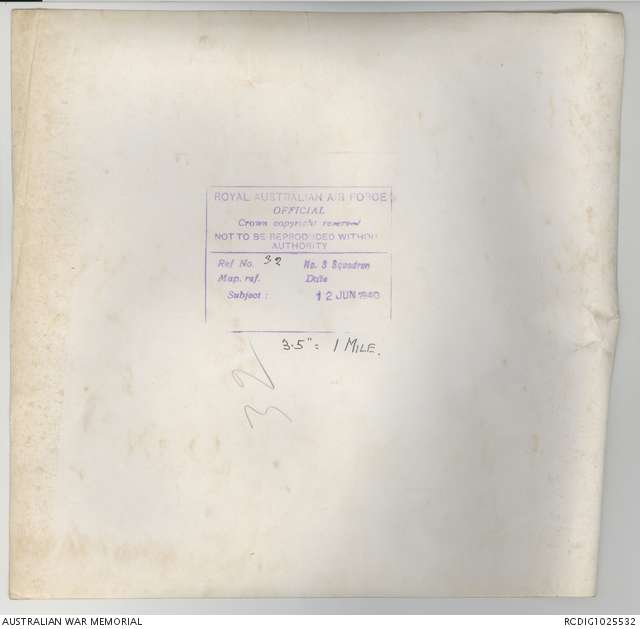 ROYAL AUSTRALIAN AIR FORCE
OFFICIAL
Crown copyright reserved
NOT TO BE REPRODUCED WITHOUT
AUTHORITY
Ref No. 32 No. 3 Squadron
Map. ref. Date
Subject : 12 JUN 1940
3.5" = 1 MILE.
32
AUSTRALIAN WAR MEMORIAL
RCDIG1025532